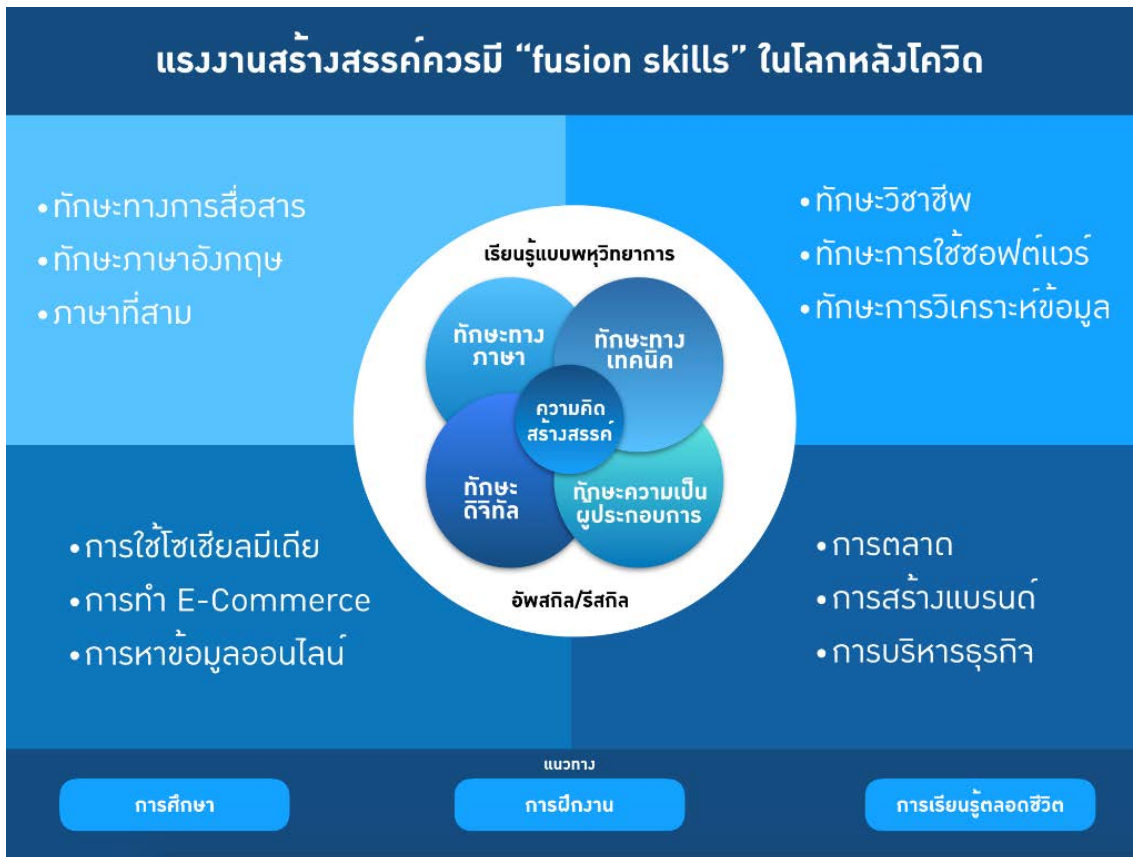 แรงงานสร้างสรรค์ควรมี “fusion skills” ในโลกหลังโควิด
•ทักษะทางการสื่อสาร
•ทักษะภาษาอังกฤษ
•ภาษาที่สาม
•ทักษะวิชาชีพ
•ทักษะการใช้ซอฟต์แวร์
•ทักษะการวิเคราะห์ข้อมูล
เรียนรู้แบบพหุวิทยาการ
ทักษะทาง
ภาษา
ทักษะทาง
เทคนิค
ความคิด
สร้างสรรค์
ทักษะ
ดิจิทัล
ทักษะความเป็น
ผู้ประกอบการ
อัพสกิล/รีสกิล
•การใช้โซเชียลมีเดีย
•การทำ E-Commerce
•การหาข้อมูลออนไลน์
•การตลาด
•การสร้างแบรนด์
•การบริหารธุรกิจ
แนวทาง
การศึกษา
การฝึกงาน
การเรียนรู้ตลอดชีวิต